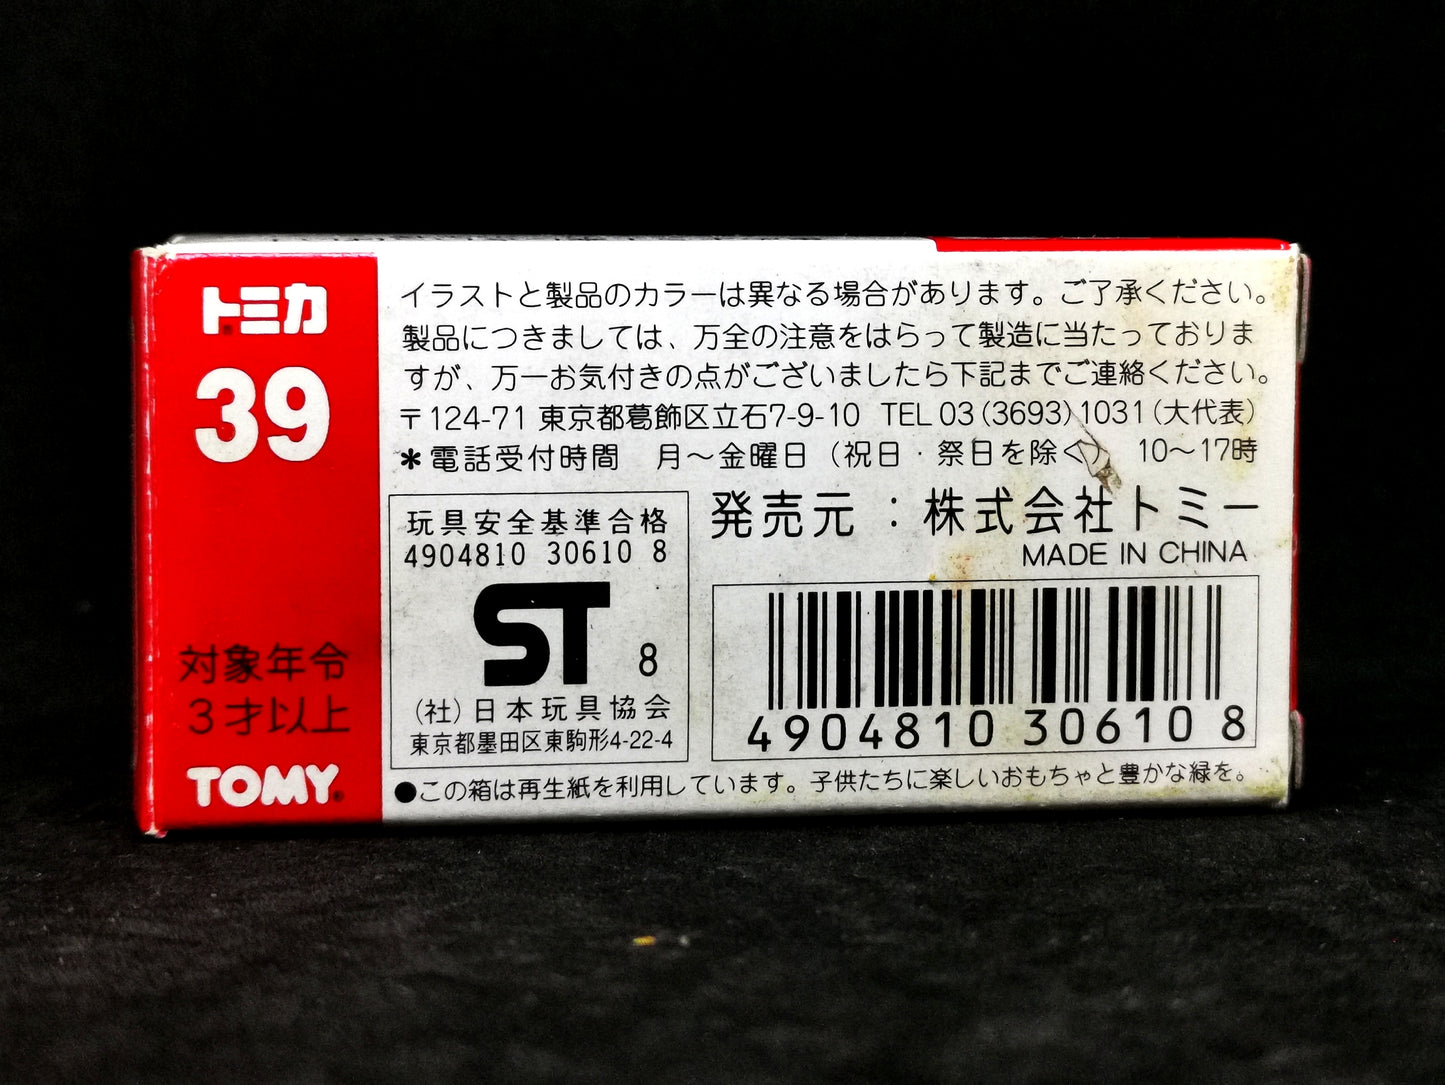 トミカ
39
対象年令
3才以上
TOMY
イラストと製品のカラーは異なる場合があります。ご了承ください。
製品につきましては、万全の注意をはらって製造に当たっておりま
すが、万一お気付きの点がございましたら下記までご連絡ください。
〒124-71 東京都葛飾区立石7-9-10 TEL 03(3693)1031(大代表)
*電話受付時間 月〜金曜日(祝日・祭日を除く) 10〜17時
玩具安全基準合格
4904810 30610 8
ST 8
(社)日本玩具協会
東京都墨田区東駒形4-22-4
発売元:株式会社トミー
MADE IN CHINA
4904810 306108
●この箱は再生紙を利用しています。子供たちに楽しいおもちゃと豊かな緑を。